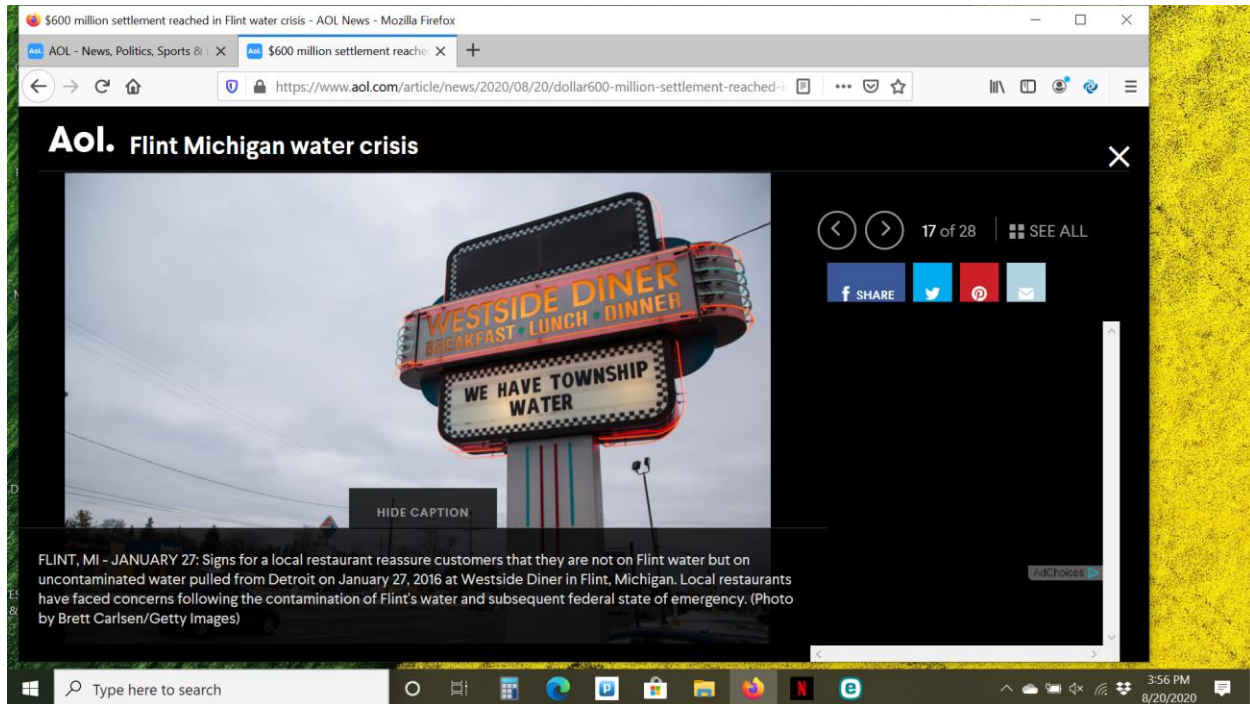 $600 million settlement reached in Flint water crisis - AOL News - Mozilla Firefox
AOL - News, Politics, Sports &
$600 million settlement reache
https://www.aol.com/article/news/2020/08/20/dollar600-million-settlement-reached-i
Aol. Flint Michigan water crisis
17 of 28 SEE ALL
SHARE
WESTSIDE DINER
BREAKFAST · LUNCH · DINNER
WE HAVE TOWNSHIP
WATER
HIDE CAPTION
FLINT, MI - JANUARY 27: Signs for a local restaurant reassure customers that they are not on Flint water but on
uncontaminated water pulled from Detroit on January 27, 2016 at Westside Diner in Flint, Michigan. Local restaurants
have faced concerns following the contamination of Flint's water and subsequent federal state of emergency. (Photo
by Brett Carlsen/Getty Images)
AdChoices
Type here to search
3:56 PM
8/20/2020